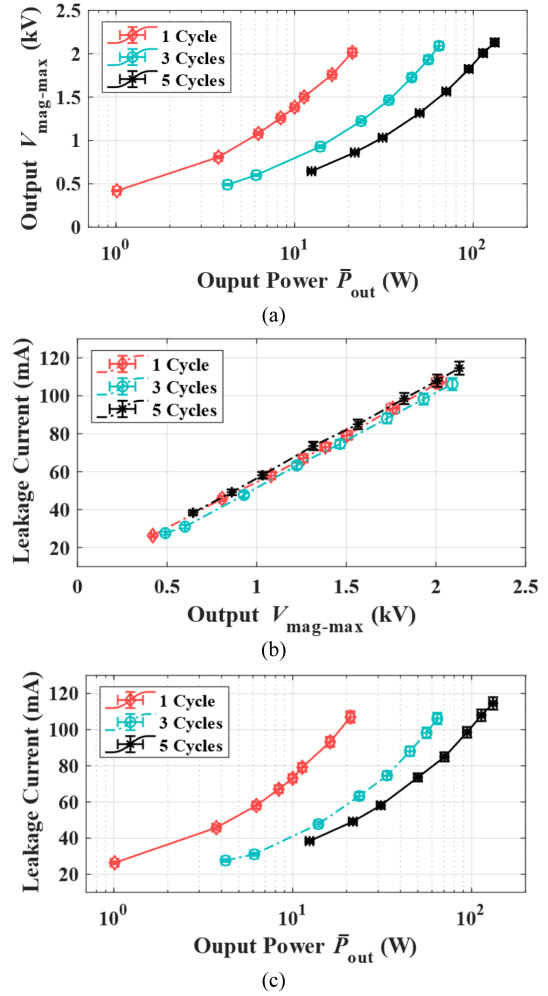 Output V_mag-max (kV)
2.5
2
1.5
1
0.5
0
1 Cycle
3 Cycles
5 Cycles
10^0 10^1 10^2
Ouput Power P̄_out (W)
(a)
Leakage Current (mA)
120
100
80
60
40
20
1 Cycle
3 Cycles
5 Cycles
0 0.5 1 1.5 2 2.5
Output V_mag-max (kV)
(b)
Leakage Current (mA)
120
100
80
60
40
20
1 Cycle
3 Cycles
5 Cycles
10^0 10^1 10^2
Ouput Power P̄_out (W)
(c)